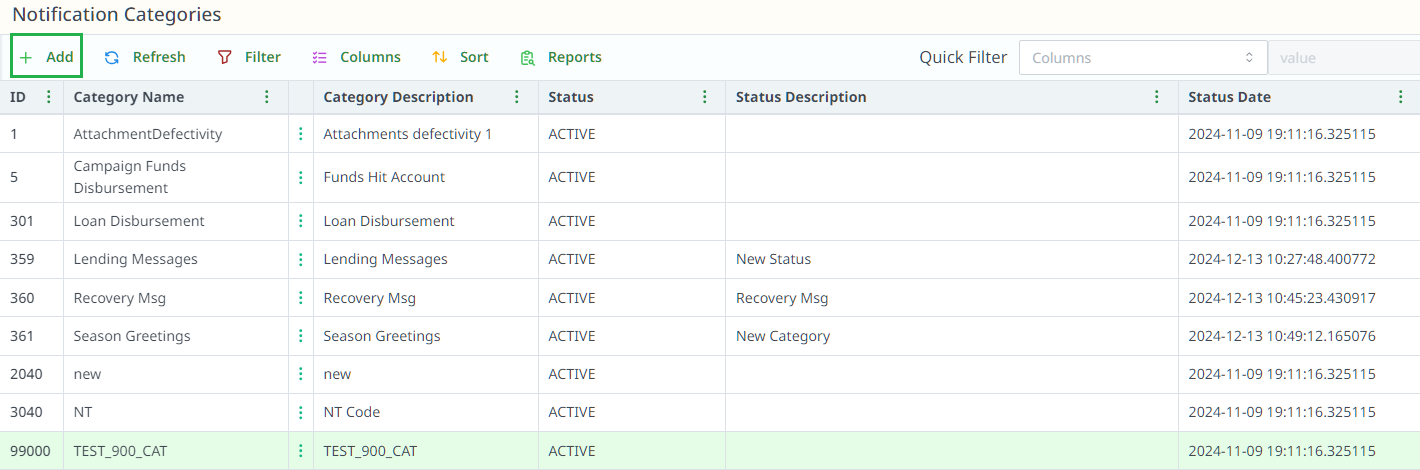 Notification Categories
Add Refresh Filter Columns Sort Reports Quick Filter Columns value
ID Category Name Category Description Status Status Description Status Date
1 AttachmentDefectivity Attachments defectivity 1 ACTIVE 2024-11-09 19:11:16.325115
Campaign Funds
5 Disbursement Funds Hit Account ACTIVE 2024-11-09 19:11:16.325115
301 Loan Disbursement Loan Disbursement ACTIVE 2024-11-09 19:11:16.325115
359 Lending Messages Lending Messages ACTIVE New Status 2024-12-13 10:27:48.400772
360 Recovery Msg Recovery Msg ACTIVE Recovery Msg 2024-12-13 10:45:23.430917
361 Season Greetings Season Greetings ACTIVE New Category 2024-12-13 10:49:12.165076
2040 new new ACTIVE 2024-11-09 19:11:16.325115
3040 NT NT Code ACTIVE 2024-11-09 19:11:16.325115
99000 TEST_900_CAT TEST_900_CAT ACTIVE 2024-11-09 19:11:16.325115